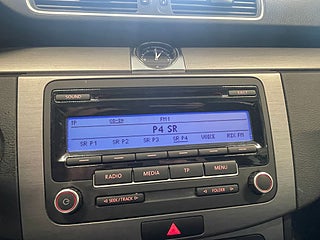 SOUND
EJECT
TP FM1
P4 SR
SR P1 SR P2 SR P3 SR P4 VOICE RIX FM
RADIO MEDIA TP MENU
SEEK/TRACK FOLDER